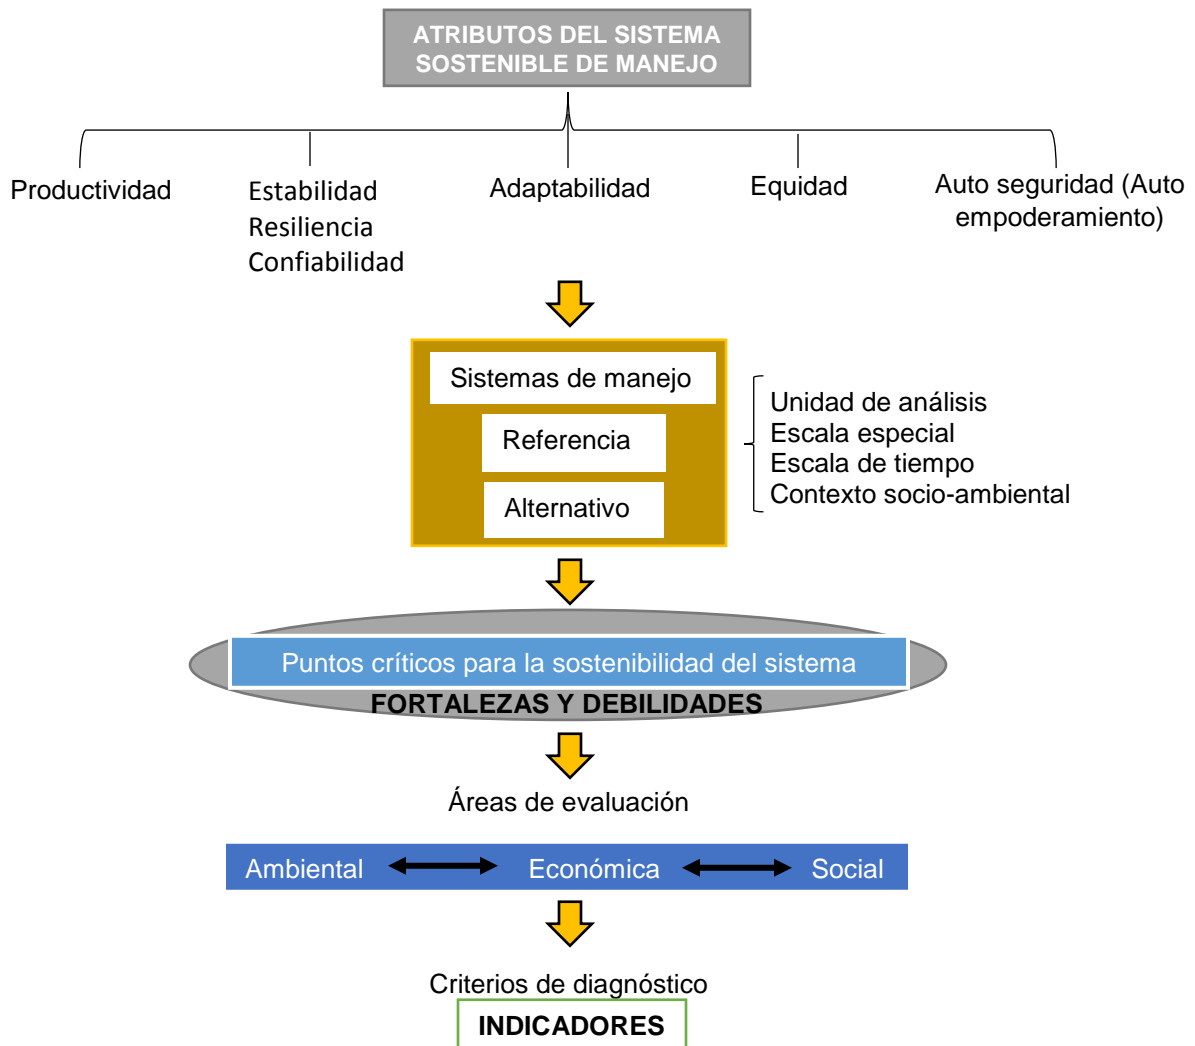 ATRIBUTOS DEL SISTEMA
SOSTENIBLE DE MANEJO
Productividad
Estabilidad
Resiliencia
Confiabilidad
Adaptabilidad
Equidad
Auto seguridad (Auto
empoderamiento)
Sistemas de manejo
Referencia
Alternativo
Unidad de análisis
Escala especial
Escala de tiempo
Contexto socio-ambiental
Puntos críticos para la sostenibilidad del sistema
FORTALEZAS Y DEBILIDADES
Áreas de evaluación
Ambiental
Económica
Social
Criterios de diagnóstico
INDICADORES